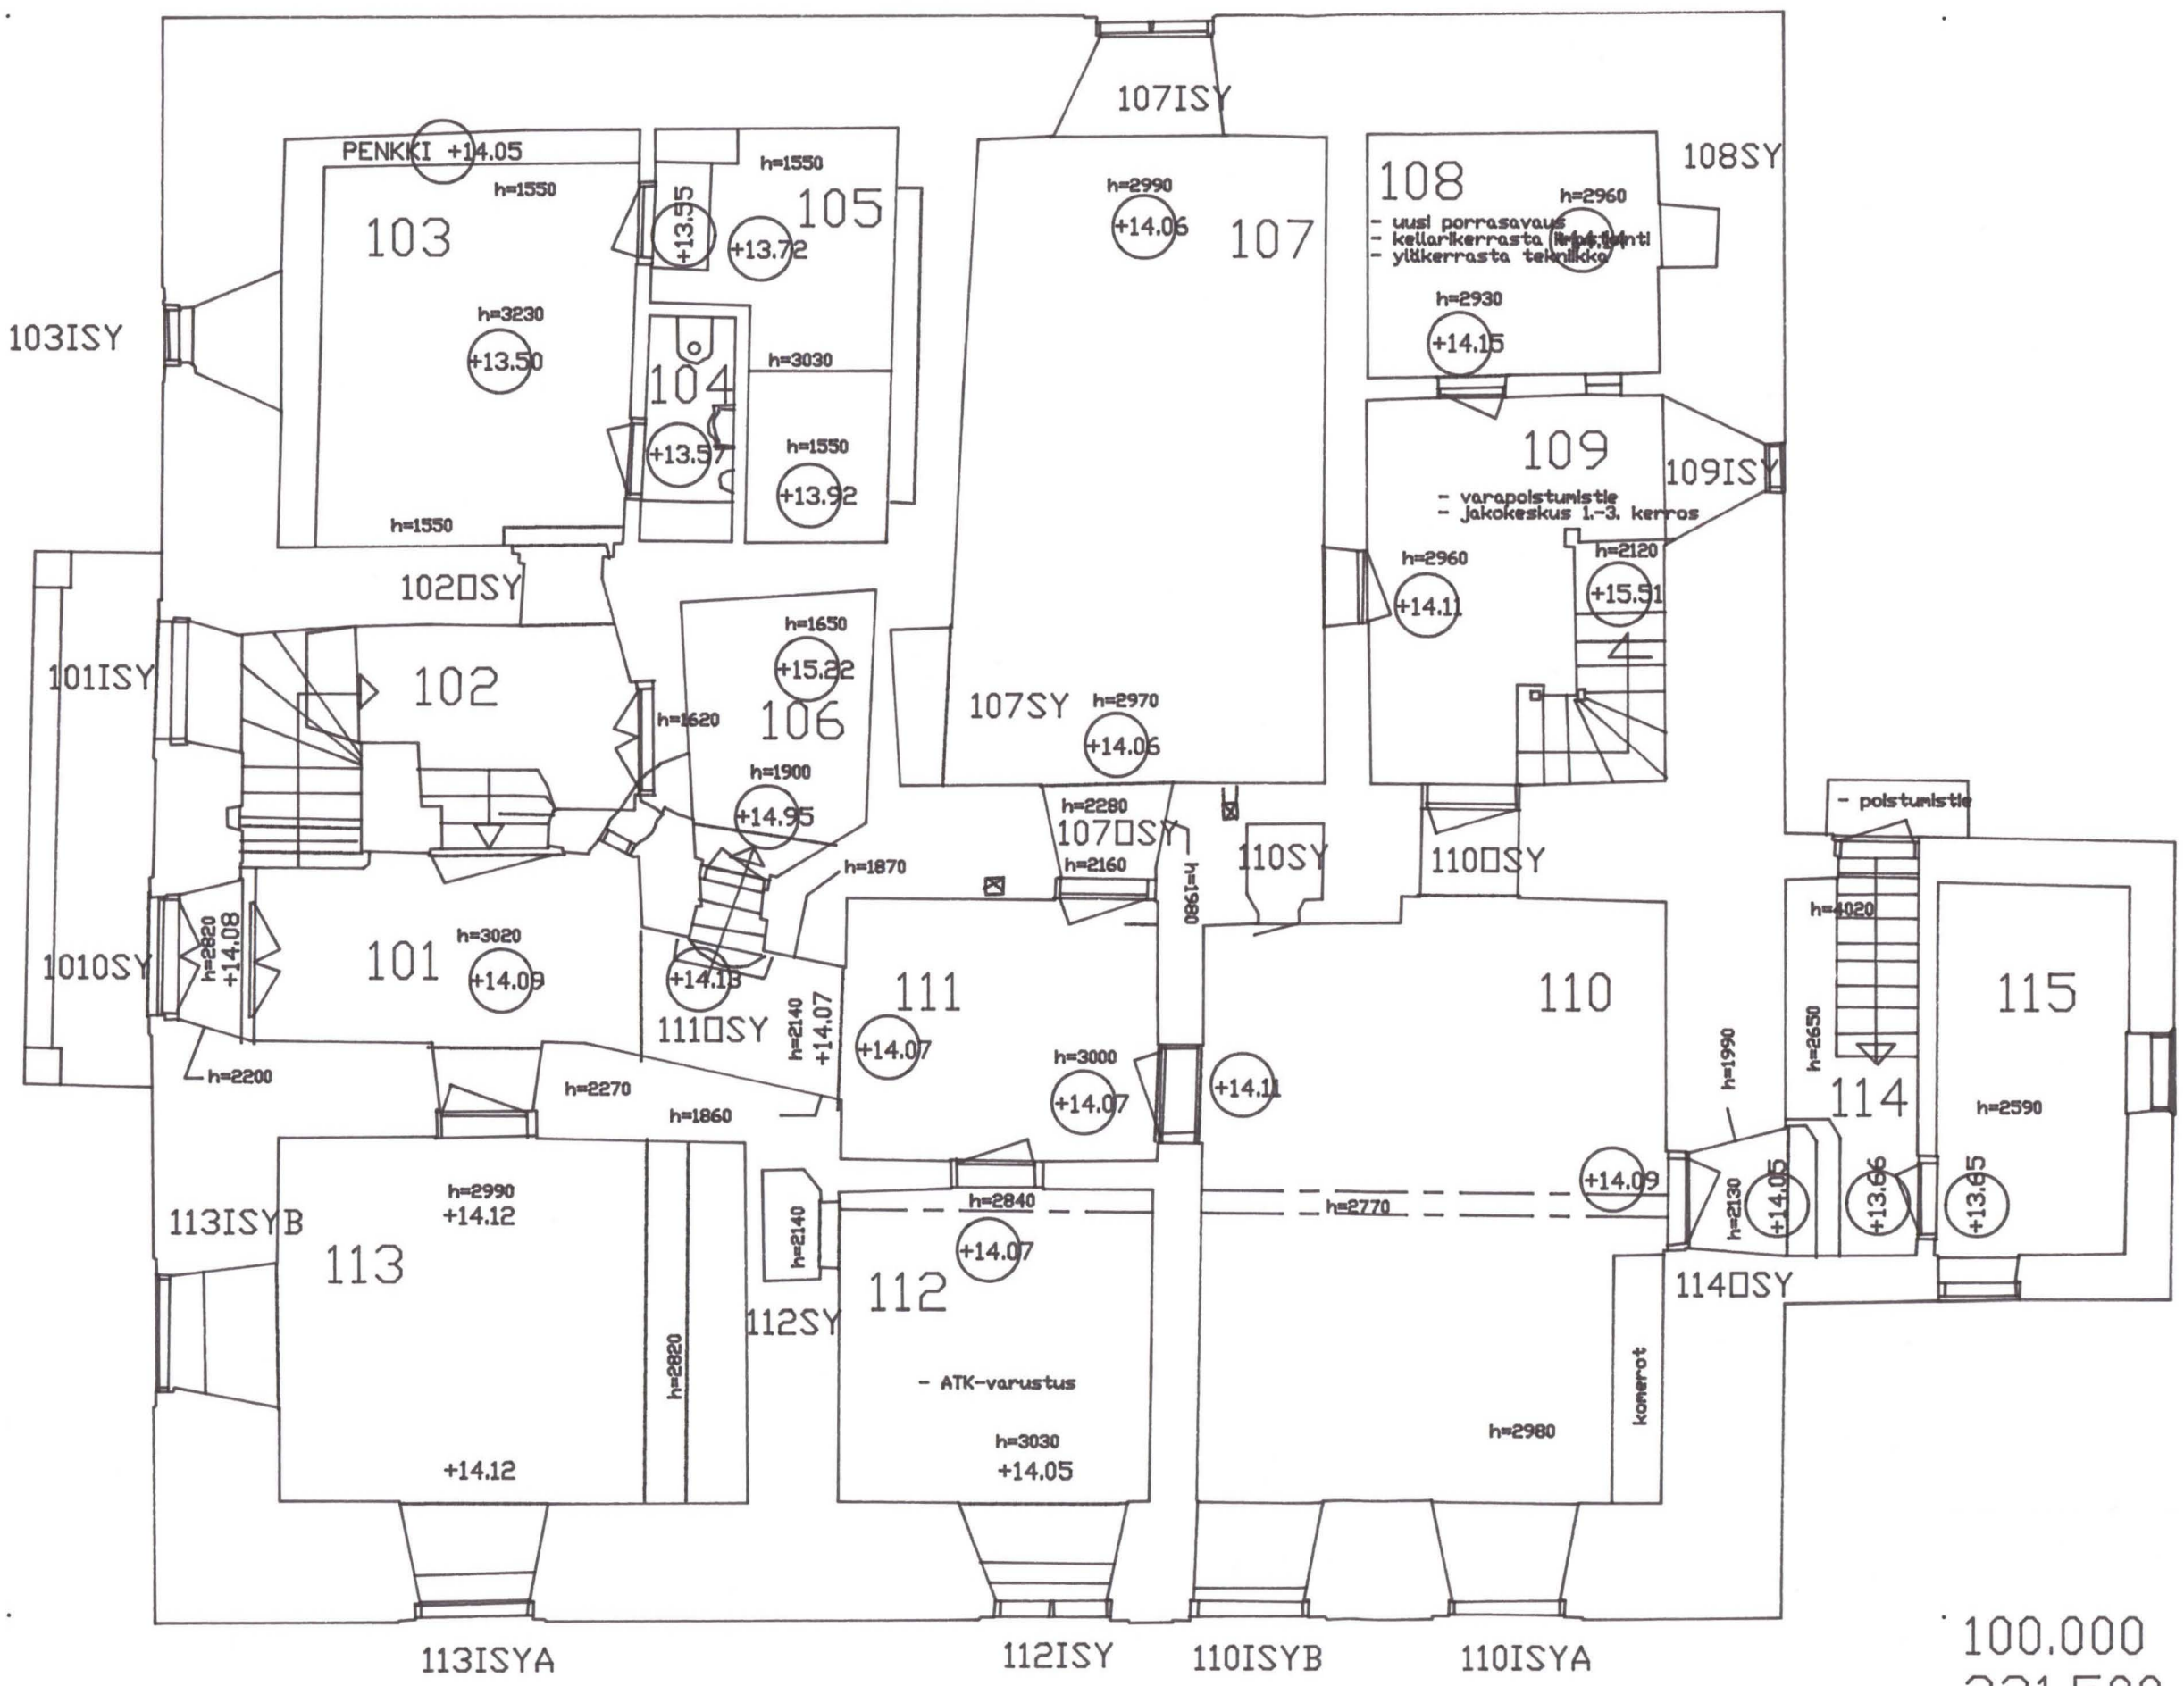 107ISY
PENKKI +14.05
h=1550
103
h=3230
+13.50
h=1550
103ISY
h=1550
105
+13.55
+13.72
h=3030
104
+13.57
h=1550
+13.92
h=2990
+14.06
107
107SY
h=2970
+14.06
108
108SY
h=2960
- uusi porrasavaus
- kellarikerrasta
- yläkerrasta tekniikka
h=2930
+14.15
109
109ISY
- varapoistumistie
- jakokeskus 1.-3. kerros
h=2960
+14.11
h=2120
+15.51
102□SY
101ISY
102
h=1620
h=1650
+15.22
106
h=1900
+14.95
h=2280
107□SY
h=2160
h=1980
110SY
110□SY
- poistumistie
h=1870
101OSY
h=2820
+14.08
101
h=3020
+14.09
+14.13
111□SY
h=2140
+14.07
h=2200
h=2270
h=1860
111
+14.07
h=3000
+14.07
110
+14.11
+14.09
h=2770
h=1990
h=4020
h=2650
114
115
h=2590
h=2130
+14.05
+13.66
+13.65
114□SY
113ISYB
h=2990
+14.12
113
h=2820
+14.12
h=2140
112SY
h=2840
+14.07
112
- ATK-varustus
h=3030
+14.05
h=2980
komerot
113ISYA
112ISY
110ISYB
110ISYA
100.000